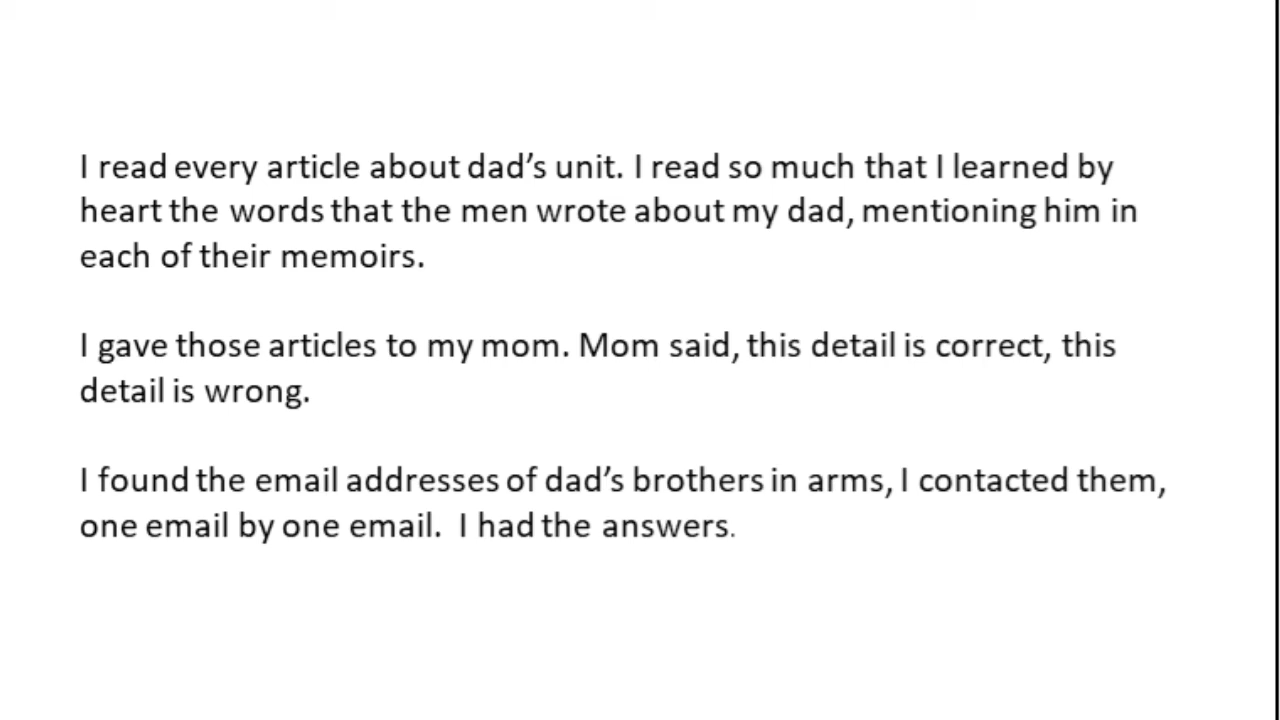 I read every article about dad’s unit. I read so much that I learned by
heart the words that the men wrote about my dad, mentioning him in
each of their memoirs.
I gave those articles to my mom. Mom said, this detail is correct, this
detail is wrong.
I found the email addresses of dad’s brothers in arms, I contacted them,
one email by one email.  I had the answers.